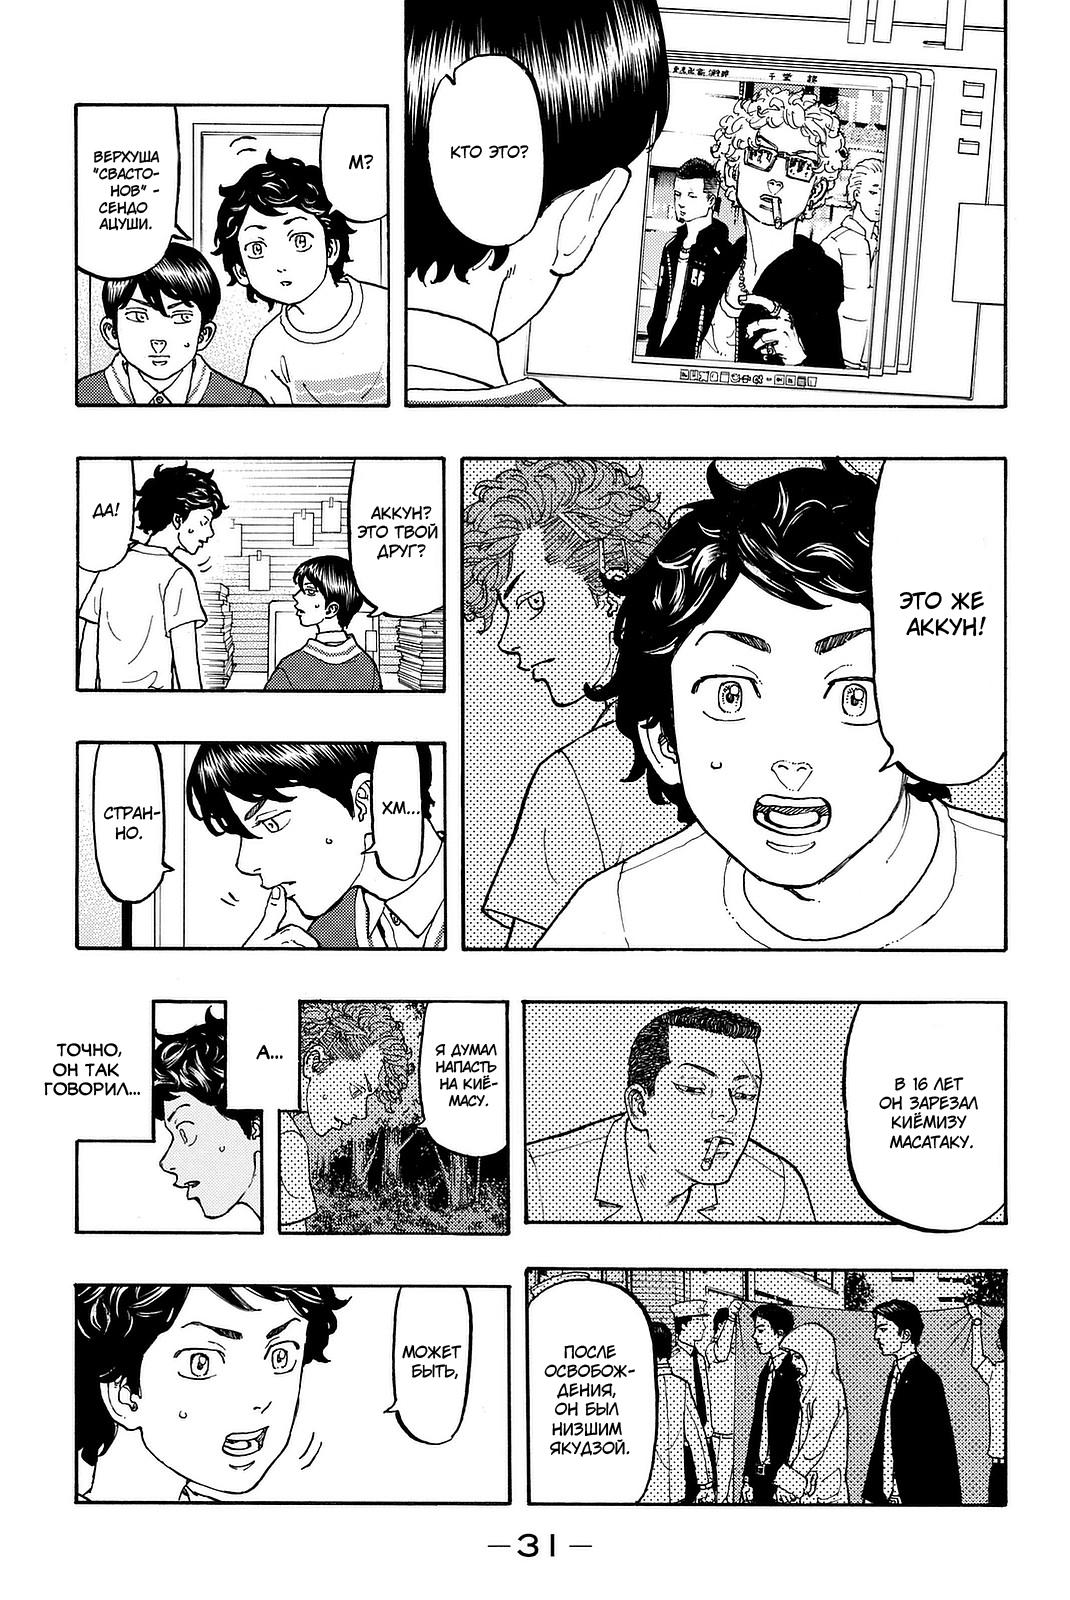 КТО ЭТО?
М?
ВЕРХУША
"СВАСТО-
НОВ" -
СЕНДО
АЦУШИ.
ЭТО ЖЕ
АККУН!
АККУН?
ЭТО ТВОЙ
ДРУГ?
ДА!
ХМ...
СТРАН-
НО.
В 16 ЛЕТ
ОН ЗАРЕЗАЛ
КИЁМИЗУ
МАСАТАКУ.
Я ДУМАЛ
НАПАСТЬ
НА КИЁ-
МАСУ.
А...
ТОЧНО,
ОН ТАК
ГОВОРИЛ...
ПОСЛЕ
ОСВОБОЖ-
ДЕНИЯ,
ОН БЫЛ
НИЗШИМ
ЯКУДЗОЙ.
МОЖЕТ
БЫТЬ,
—31—